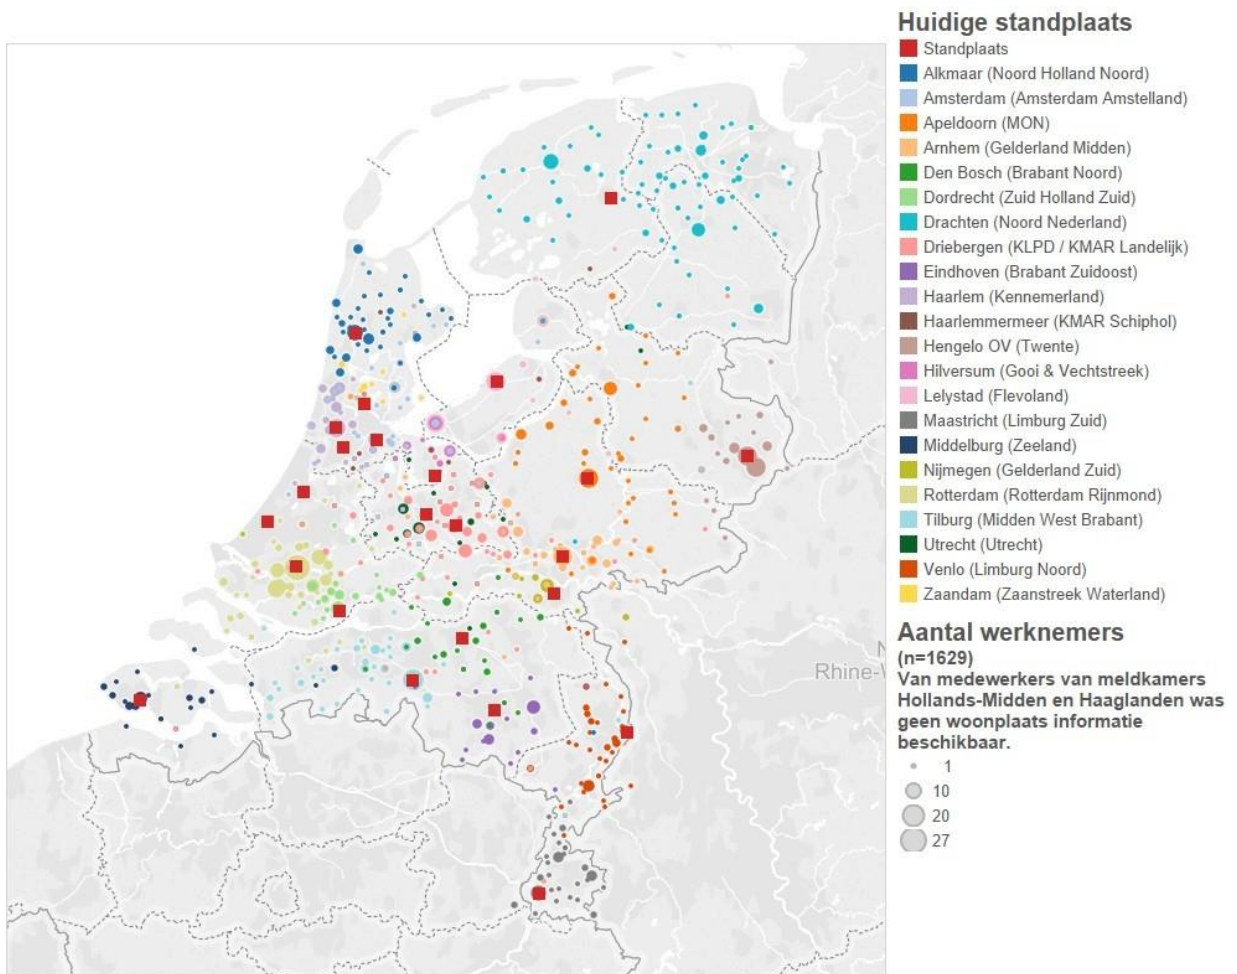 Huidige standplaats
Standplaats
Alkmaar (Noord Holland Noord)
Amsterdam (Amsterdam Amstelland)
Apeldoorn (MON)
Arnhem (Gelderland Midden)
Den Bosch (Brabant Noord)
Dordrecht (Zuid Holland Zuid)
Drachten (Noord Nederland)
Driebergen (KLPD / KMAR Landelijk)
Eindhoven (Brabant Zuidoost)
Haarlem (Kennemerland)
Haarlemmermeer (KMAR Schiphol)
Hengelo OV (Twente)
Hilversum (Gooi & Vechtstreek)
Lelystad (Flevoland)
Maastricht (Limburg Zuid)
Middelburg (Zeeland)
Nijmegen (Gelderland Zuid)
Rotterdam (Rotterdam Rijnmond)
Tilburg (Midden West Brabant)
Utrecht (Utrecht)
Venlo (Limburg Noord)
Zaandam (Zaanstreek Waterland)
Aantal werknemers
(n=1629)
Van medewerkers van meldkamers
Hollands-Midden en Haaglanden was
geen woonplaats informatie
beschikbaar.
1
10
20
27
N
Rhine-